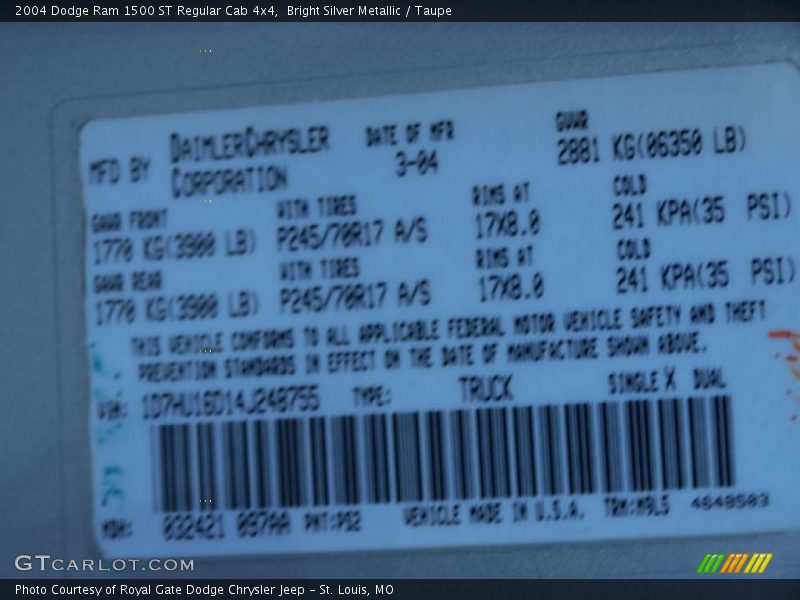 2004 Dodge Ram 1500 ST Regular Cab 4x4,  Bright Silver Metallic / Taupe
MFD BY DAIMLERCHRYSLER CORPORATION DATE OF MFR 3-04 GVWR 2881 KG(06350 LB)
GAWR FRONT WITH TIRES RIMS AT COLD
1770 KG(3900 LB) P245/70R17 A/S 17X8.0 241 KPA(35 PSI)
GAWR REAR WITH TIRES RIMS AT COLD
1770 KG(3900 LB) P245/70R17 A/S 17X8.0 241 KPA(35 PSI)
THIS VEHICLE CONFORMS TO ALL APPLICABLE FEDERAL MOTOR VEHICLE SAFETY AND THEFT
PREVENTION STANDARDS IN EFFECT ON THE DATE OF MANUFACTURE SHOWN ABOVE.
VIN: 1D7HU16D14J248755 TYPE: TRUCK SINGLE X DUAL
MDH: 032421 097AA PNT:PS2 VEHICLE MADE IN U.S.A. TRM:M9L5 4648503
GTCARLOT.COM
Photo Courtesy of Royal Gate Dodge Chrysler Jeep - St. Louis, MO